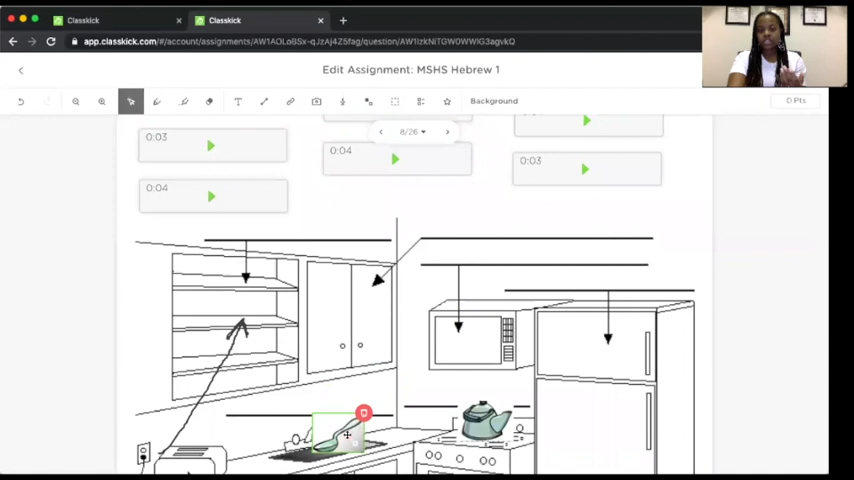 Classkick
Classkick
app.classkick.com/#/account/assignments/AW1AOLoBSx-qJzAj4Z5fag/question/AW1IzkNiTGW0WWIG3agvkQ
Edit Assignment: MSHS Hebrew 1
Background
0 Pts
8/26
0:03
0:04
0:03
0:04